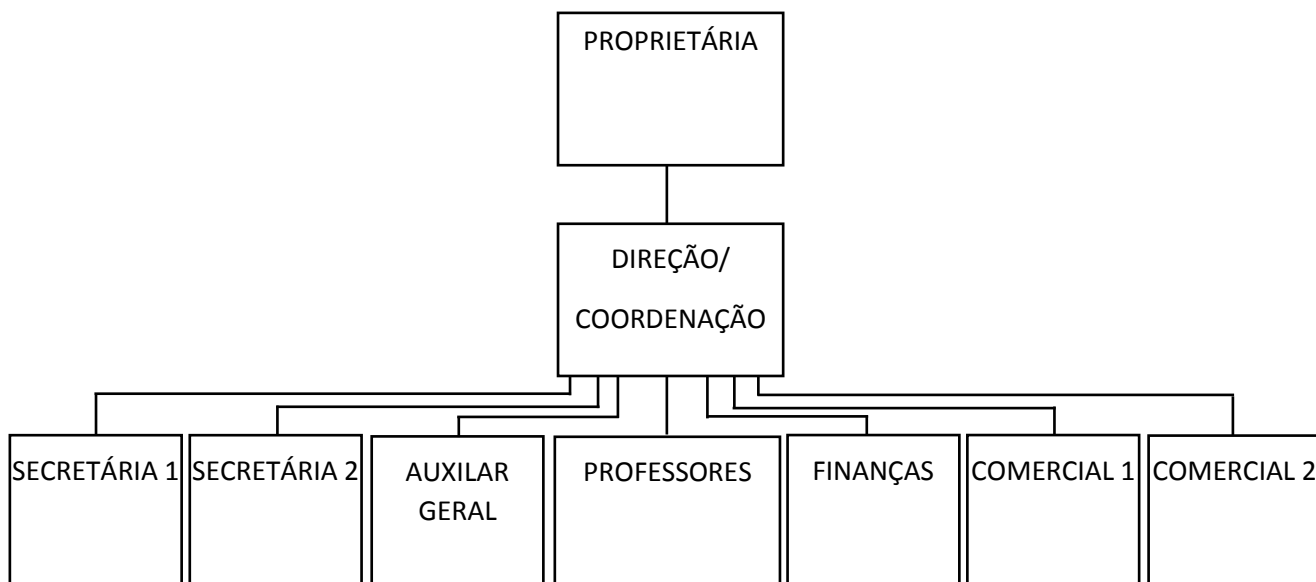 PROPRIETÁRIA
DIREÇÃO/
COORDENAÇÃO
SECRETÁRIA 1
SECRETÁRIA 2
AUXILAR
GERAL
PROFESSORES
FINANÇAS
COMERCIAL 1
COMERCIAL 2